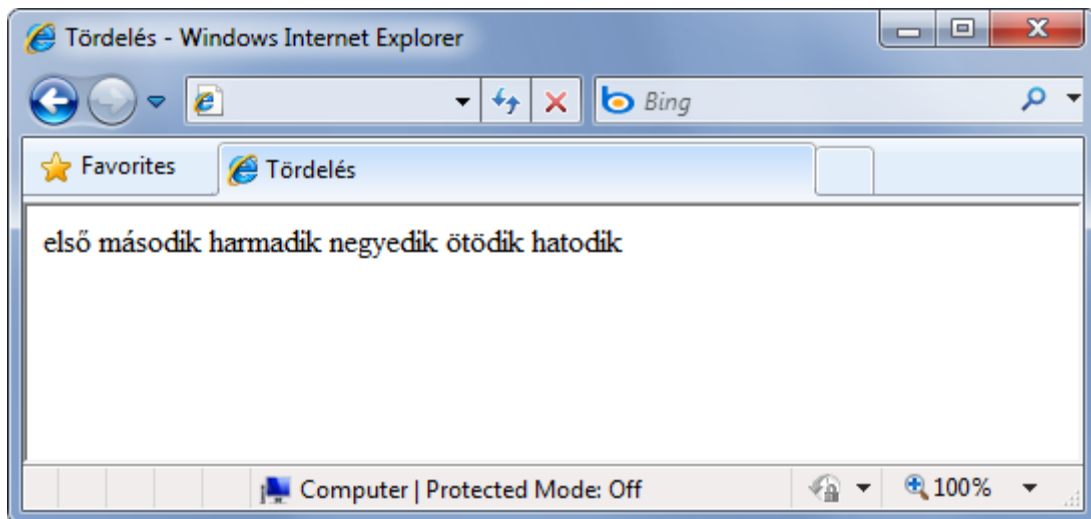 Tördelés - Windows Internet Explorer
Bing
Favorites
Tördelés
első második harmadik negyedik ötödik hatodik
Computer | Protected Mode: Off
100%